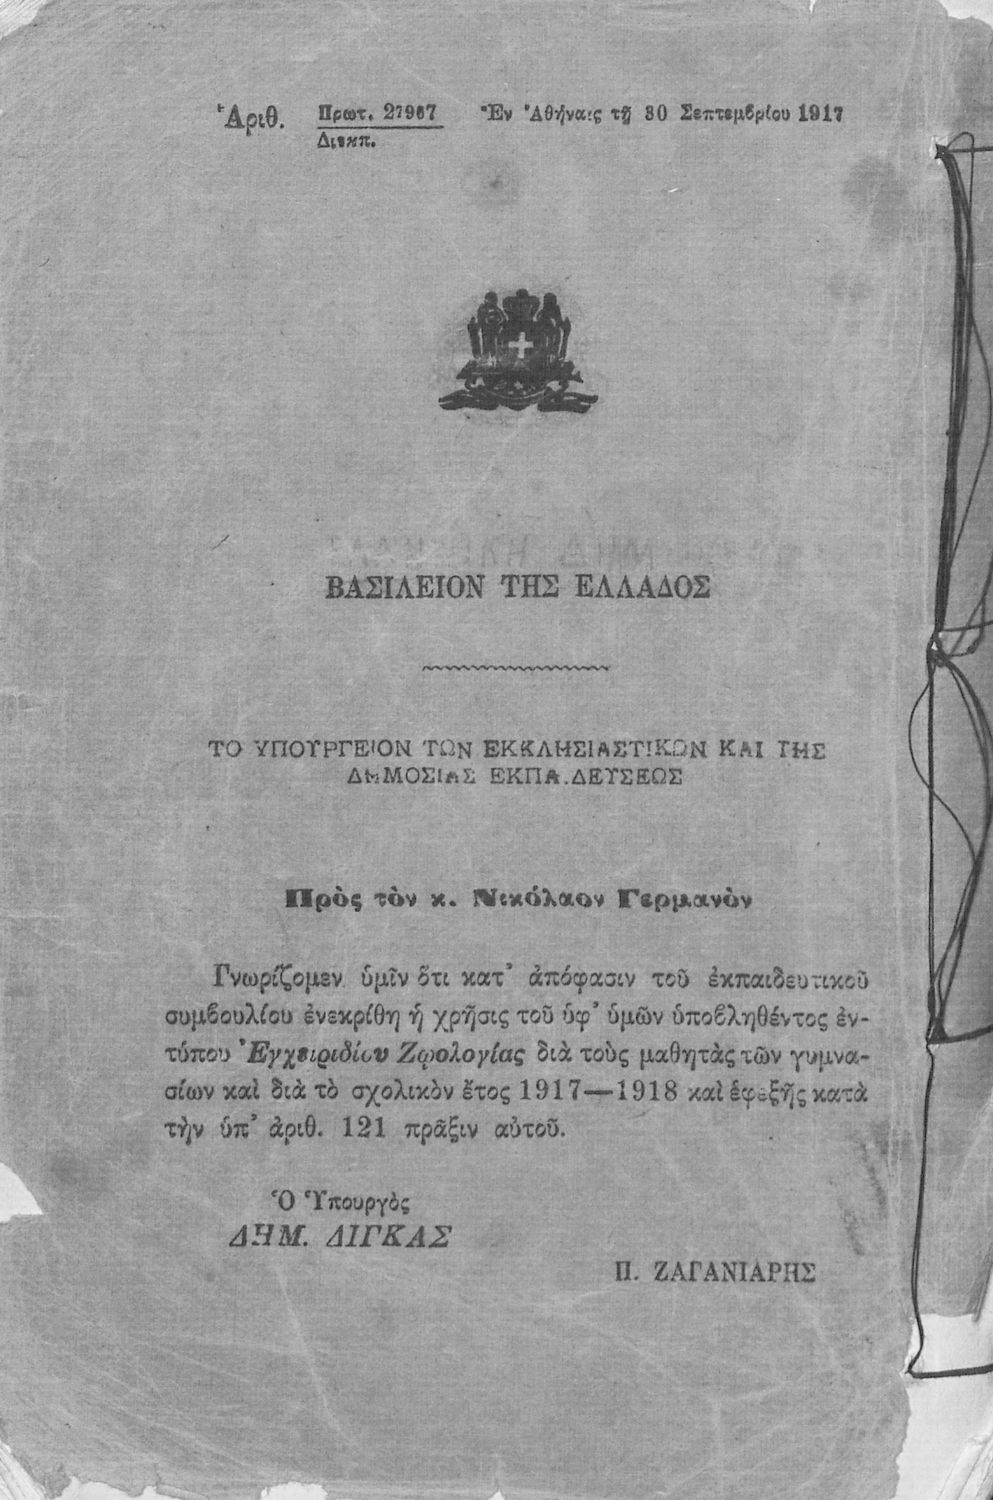 Ἀριθ. Πρωτ. 27967 Ἐν Ἀθήναις τῇ 30 Σεπτεμβρίου 1917
Διεκπ.
ΒΑΣΙΛΕΙΟΝ ΤΗΣ ΕΛΛΑΔΟΣ
ΤΟ ΥΠΟΥΡΓΕΙΟΝ ΤΩΝ ΕΚΚΛΗΣΙΑΣΤΙΚΩΝ ΚΑΙ ΤΗΣ
ΔΗΜΟΣΙΑΣ ΕΚΠΑΙΔΕΥΣΕΩΣ
Πρὸς τὸν κ. Νικόλαον Γερμανὸν
Γνωρίζομεν ὑμῖν ὅτι κατ' ἀπόφασιν τοῦ ἐκπαιδευτικοῦ
συμβουλίου ἐνεκρίθη ἡ χρῆσις τοῦ ὑφ' ὑμῶν ὑποβληθέντος ἐν-
τύπου Ἐγχειριδίου Ζῳολογίας διὰ τοὺς μαθητὰς τῶν γυμνα-
σίων καὶ διὰ τὸ σχολικὸν ἔτος 1917—1918 καὶ ἐφεξῆς κατὰ
τὴν ὑπ' ἀριθ. 121 πρᾶξιν αὐτοῦ.
Ὁ Ὑπουργὸς
ΔΗΜ. ΔΙΓΚΑΣ
Π. ΖΑΓΑΝΙΑΡΗΣ